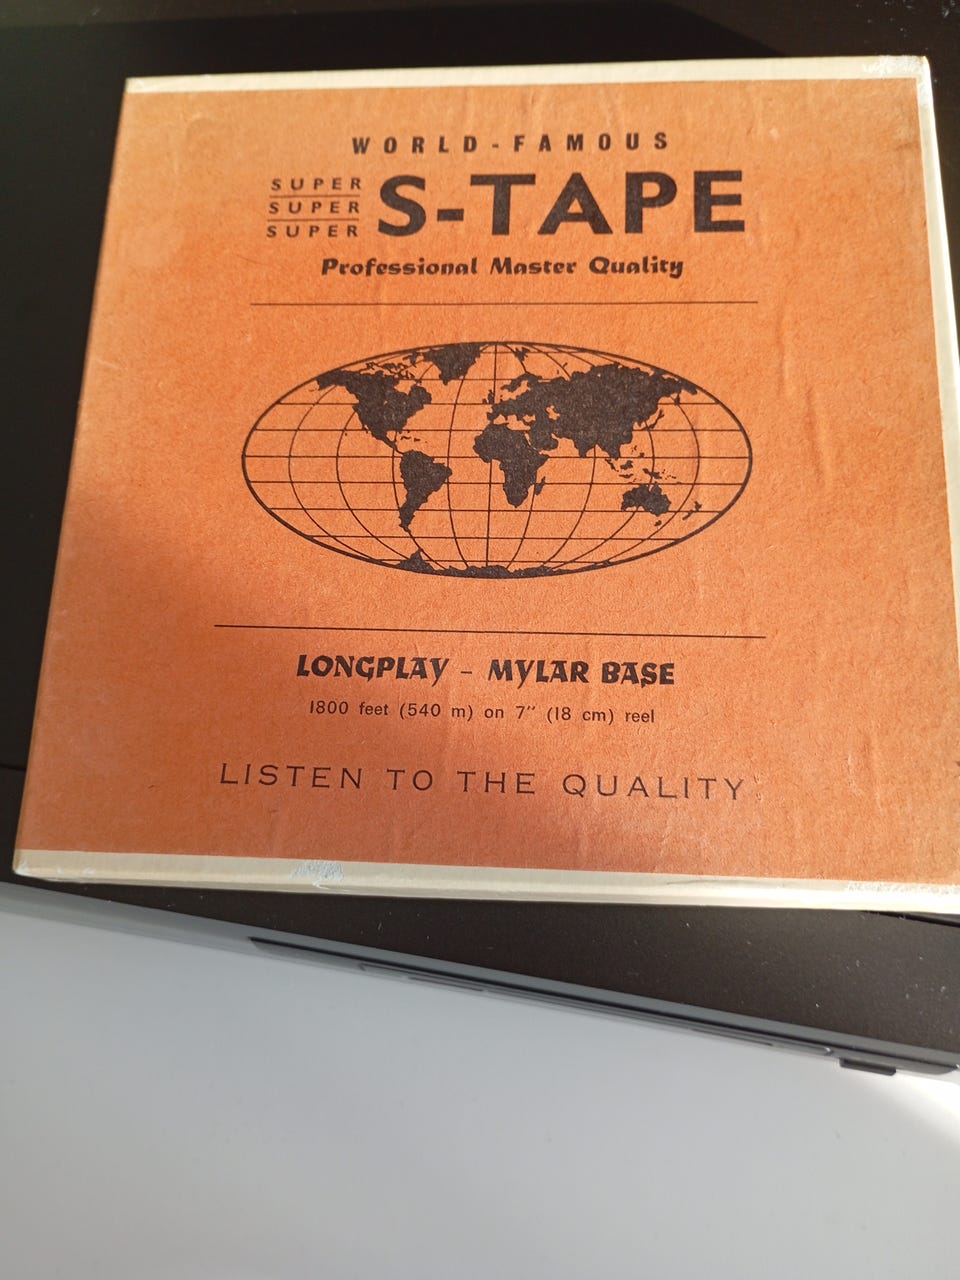 WORLD-FAMOUS
SUPER
SUPER
SUPER
S-TAPE
Professional Master Quality
LONGPLAY - MYLAR BASE
1800 feet (540 m) on 7" (18 cm) reel
LISTEN TO THE QUALITY